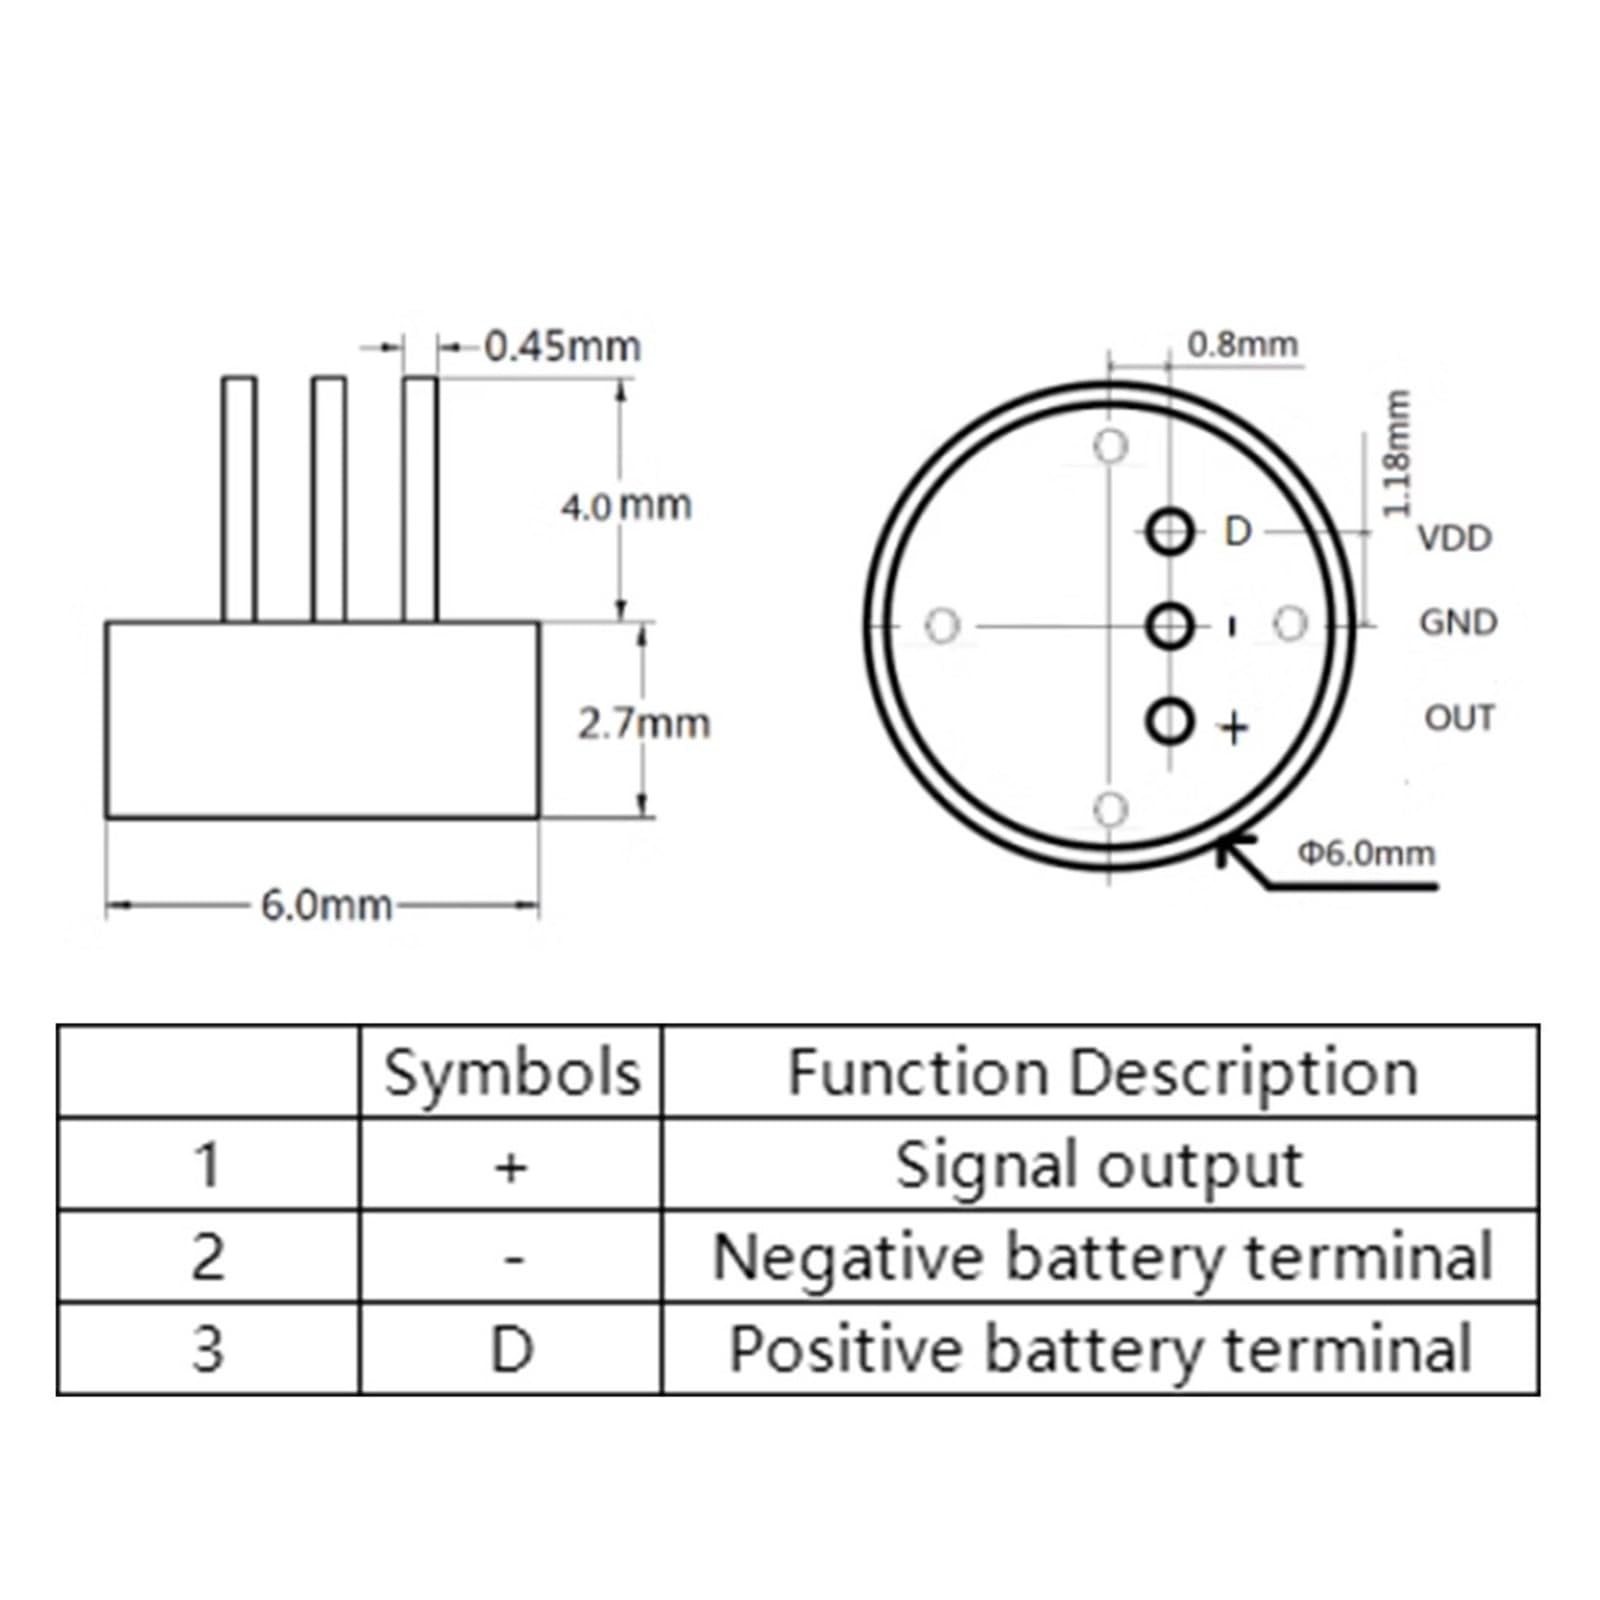 0.45mm
4.0 mm
2.7mm
6.0mm
0.8mm
1.18mm
D
VDD
-
GND
+
OUT
Φ6.0mm
Symbols Function Description
1 + Signal output
2 - Negative battery terminal
3 D Positive battery terminal